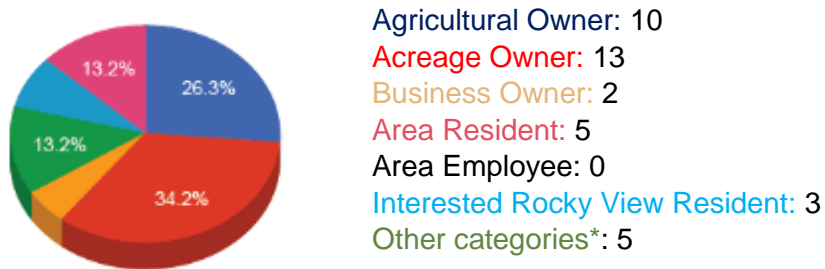 13.2%
26.3%
13.2%
34.2%
Agricultural Owner: 10
Acreage Owner: 13
Business Owner: 2
Area Resident: 5
Area Employee: 0
Interested Rocky View Resident: 3
Other categories*: 5